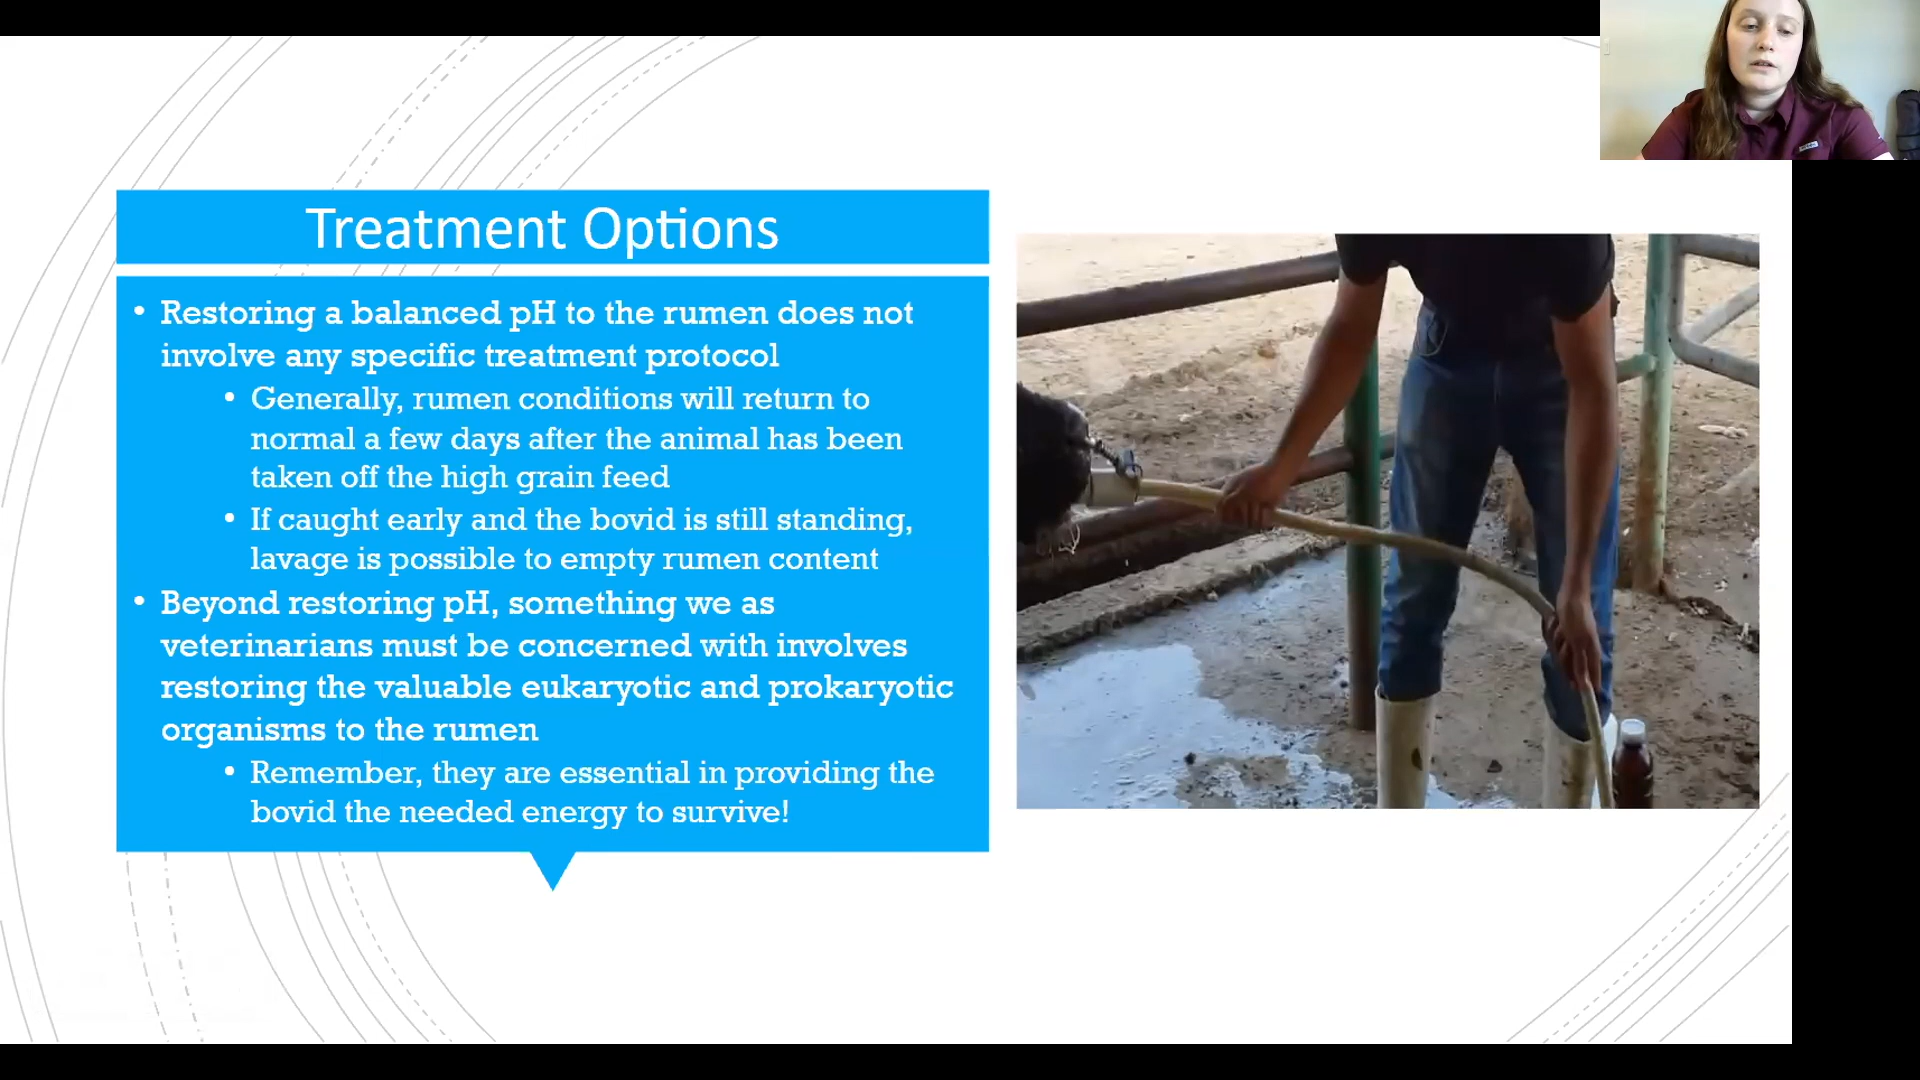 Treatment Options
• Restoring a balanced pH to the rumen does not
involve any specific treatment protocol
• Generally, rumen conditions will return to
normal a few days after the animal has been
taken off the high grain feed
• If caught early and the bovid is still standing,
lavage is possible to empty rumen content
• Beyond restoring pH, something we as
veterinarians must be concerned with involves
restoring the valuable eukaryotic and prokaryotic
organisms to the rumen
• Remember, they are essential in providing the
bovid the needed energy to survive!